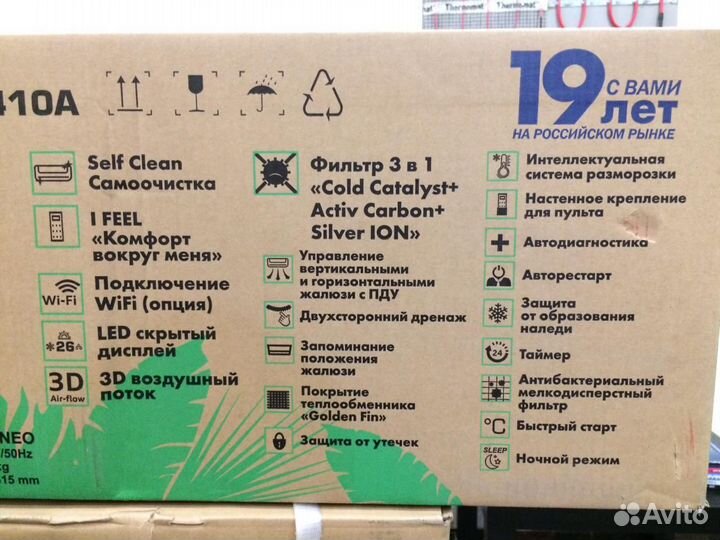 Thermomat
Thermomat
410A
19
С ВАМИ
лет
НА РОССИЙСКОМ РЫНКЕ
Self Clean
Самоочистка
I FEEL
«Комфорт
вокруг меня»
Wi-Fi
Подключение
WiFi (опция)
*26
LED скрытый
дисплей
3D
Air-flow
3D воздушный
поток
Фильтр 3 в 1
«Cold Catalyst+
Activ Carbon+
Silver ION»
Управление
вертикальными
и горизонтальными
жалюзи с ПДУ
Двухсторонний дренаж
Запоминание
положения
жалюзи
Покрытие
теплообменника
«Golden Fin»
Защита от утечек
Интеллектуальная
система разморозки
Настенное крепление
для пульта
Автодиагностика
Авторестарт
Защита
от образования
наледи
24
Таймер
Антибактериальный
мелкодисперстный
фильтр
°C
Быстрый старт
SLEEP
Ночной режим
NEO
/50Hz
kg
515 mm
Avito